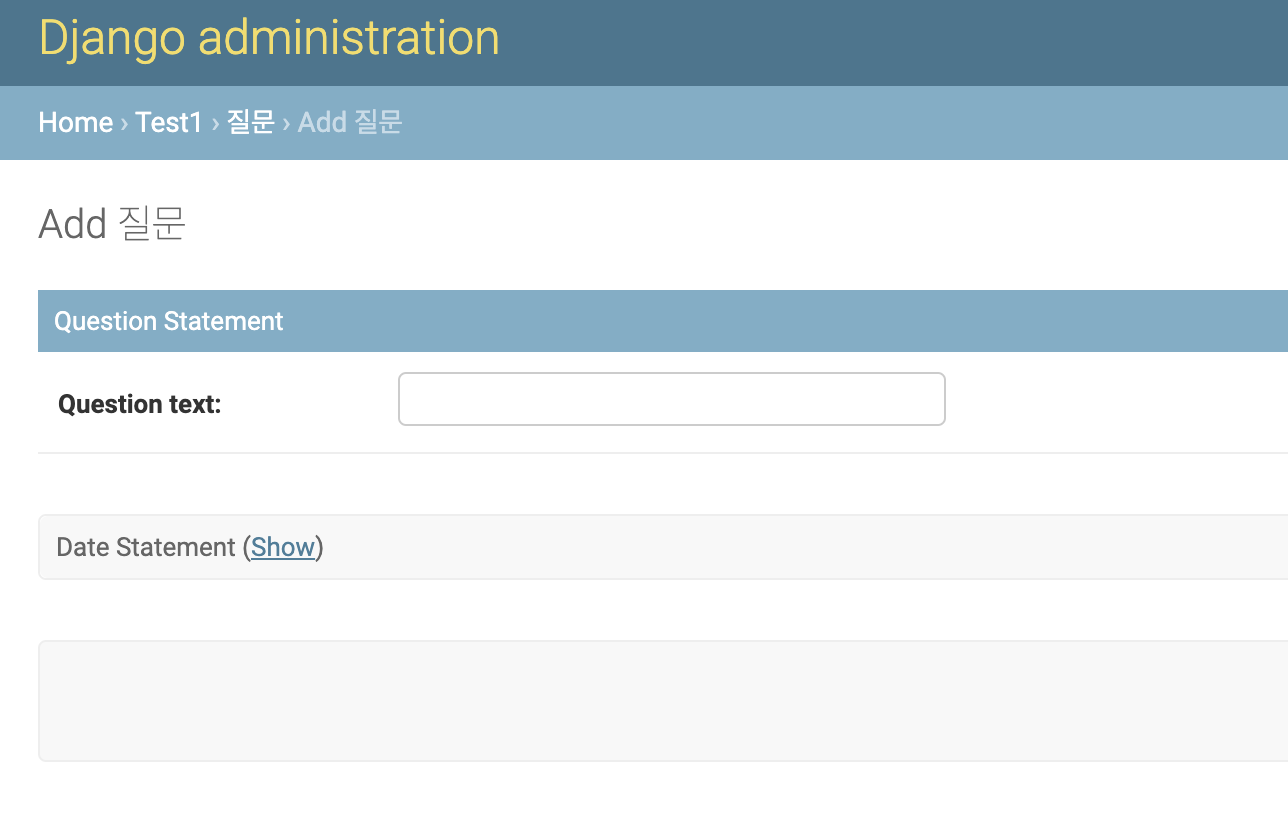 Django administration
Home › Test1 › 질문 › Add 질문
Add 질문
Question Statement
Question text:
Date Statement (Show)